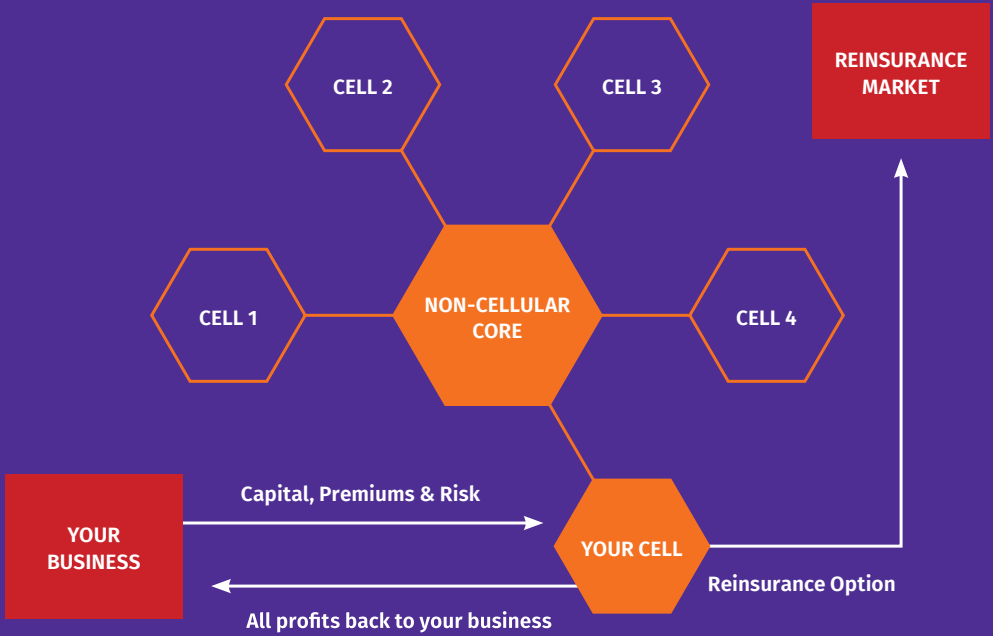 CELL 2
CELL 3
REINSURANCE
MARKET
CELL 1
NON-CELLULAR
CORE
CELL 4
Capital, Premiums & Risk
YOUR
BUSINESS
YOUR CELL
Reinsurance Option
All profits back to your business